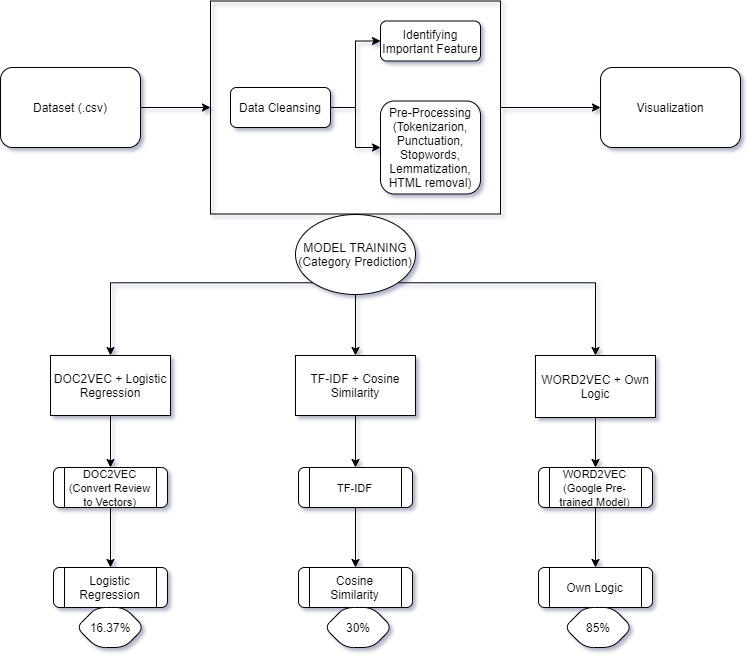 Identifying
Important Feature
Dataset (.csv)
Data Cleansing
Pre-Processing
(Tokenizarion,
Punctuation,
Stopwords,
Lemmatization,
HTML removal)
Visualization
MODEL TRAINING
(Category Prediction)
DOC2VEC + Logistic
Regression
TF-IDF + Cosine
Similarity
WORD2VEC + Own
Logic
DOC2VEC
(Convert Review
to Vectors)
TF-IDF
WORD2VEC
(Google Pre-
trained Model)
Logistic
Regression
Cosine
Similarity
Own Logic
16.37%
30%
85%